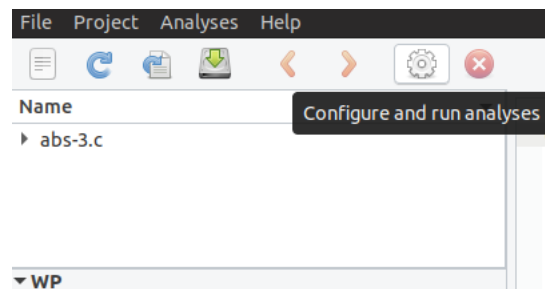 File Project Analyses Help
Name
Configure and run analyses
abs-3.c
WP